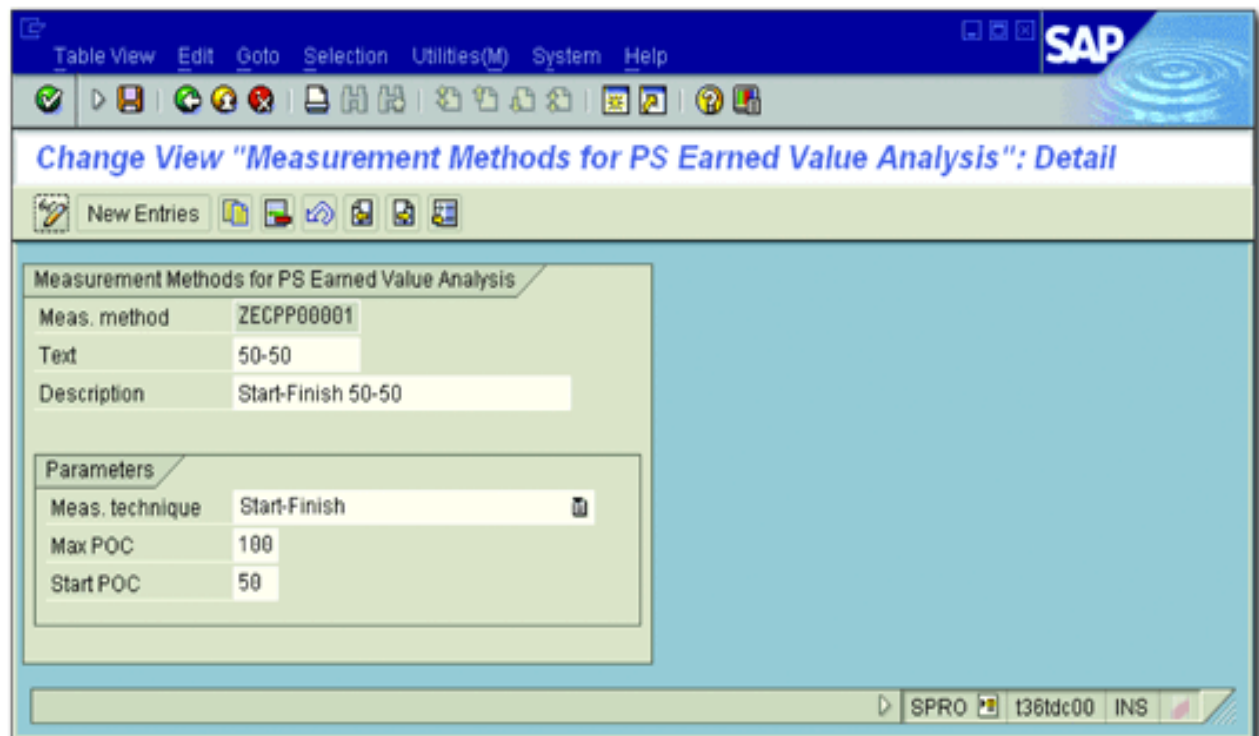 Table View Edit Goto Selection Utilities(M) System Help
SAP
Change View "Measurement Methods for PS Earned Value Analysis": Detail
New Entries
Measurement Methods for PS Earned Value Analysis
Meas. method ZECPP00001
Text 50-50
Description Start-Finish 50-50
Parameters
Meas. technique Start-Finish
Max POC 100
Start POC 50
SPRO t36tdc00 INS